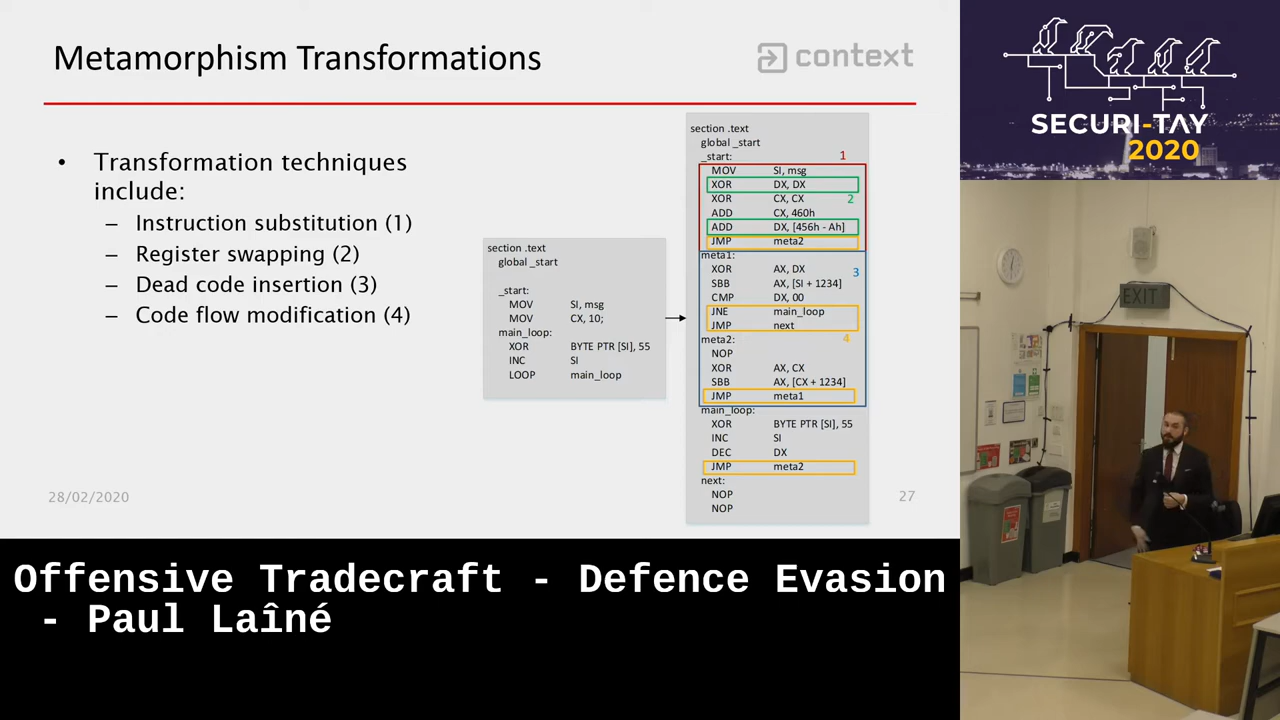 Metamorphism Transformations
context
• Transformation techniques
include:
– Instruction substitution (1)
– Register swapping (2)
– Dead code insertion (3)
– Code flow modification (4)
section .text
global _start
_start:
MOV SI, msg
MOV CX, 10;
main_loop:
XOR BYTE PTR [SI], 55
INC SI
LOOP main_loop
section .text
global _start
_start: 1
MOV SI, msg
XOR DX, DX
XOR CX, CX 2
ADD CX, 460h
ADD DX, [456h - Ah]
JMP meta2
meta1:
XOR AX, DX 3
SBB AX, [SI + 1234]
CMP DX, 00
JNE main_loop
JMP next
meta2: 4
NOP
XOR AX, CX
SBB AX, [CX + 1234]
JMP meta1
main_loop:
XOR BYTE PTR [SI], 55
INC SI
DEC DX
JMP meta2
next:
NOP
NOP
28/02/2020
27
SECURI-TAY
2020
EXIT
Offensive Tradecraft - Defence Evasion
- Paul Laîné